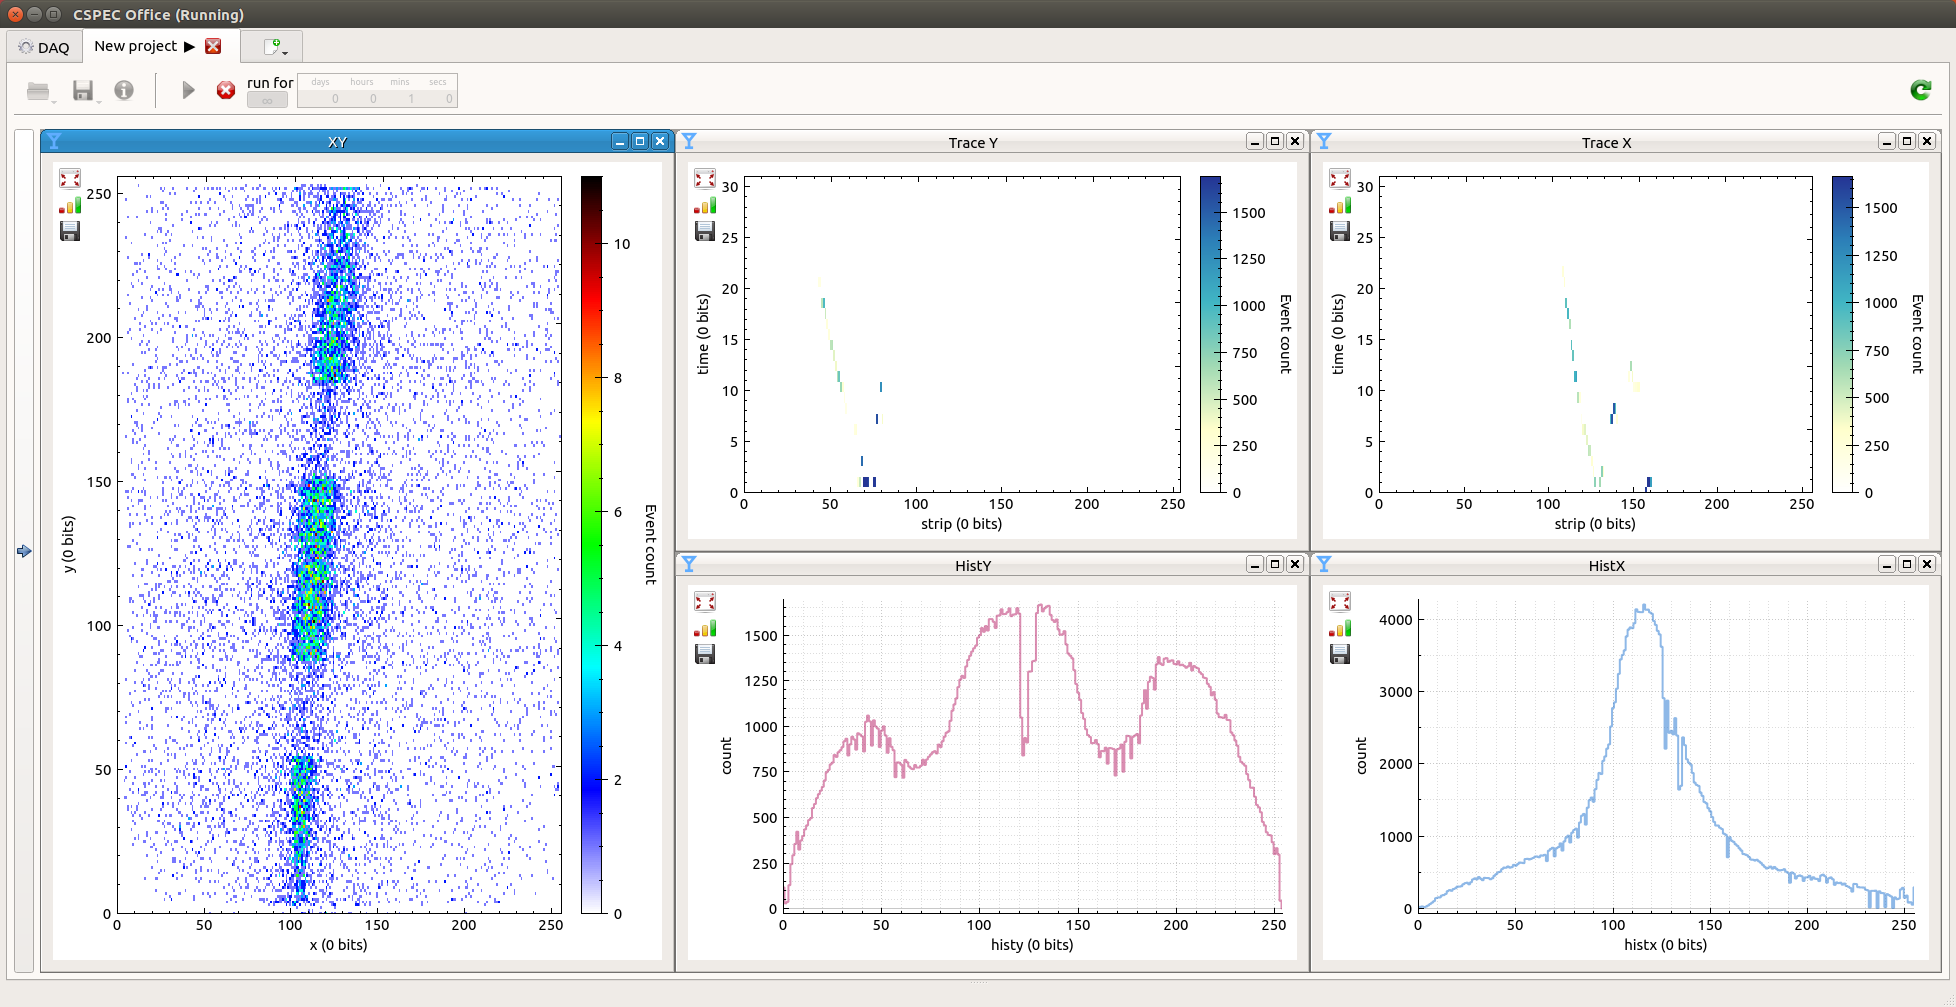 CSPEC Office (Running)
DAQ
New project
run for
∞
days hours mins secs
0 0 1 0
XY
250
200
150
100
50
0
0 50 100 150 200 250
x (0 bits)
y (0 bits)
10
8
6
4
2
0
Event count
Trace Y
30
25
20
15
10
5
0
0 50 100 150 200 250
strip (0 bits)
time (0 bits)
1500
1250
1000
750
500
250
0
Event count
Trace X
30
25
20
15
10
5
0
0 50 100 150 200 250
strip (0 bits)
time (0 bits)
1500
1250
1000
750
500
250
0
Event count
HistY
1500
1250
1000
750
500
250
0
0 50 100 150 200 250
histy (0 bits)
count
HistX
4000
3000
2000
1000
0
0 50 100 150 200 250
histx (0 bits)
count